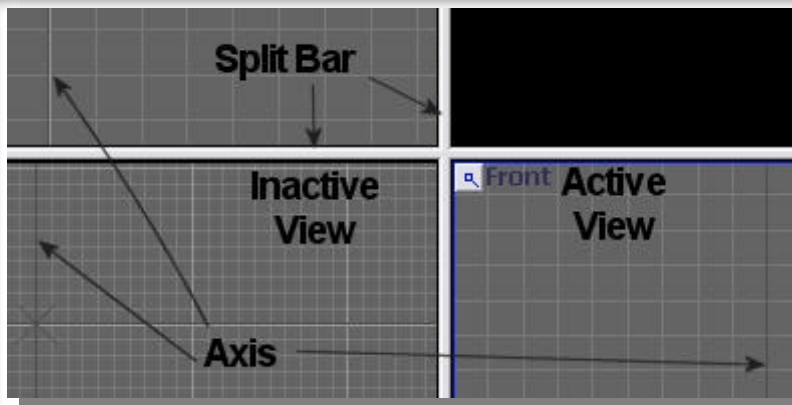 Split Bar
Inactive
View
Front
Active
View
Axis